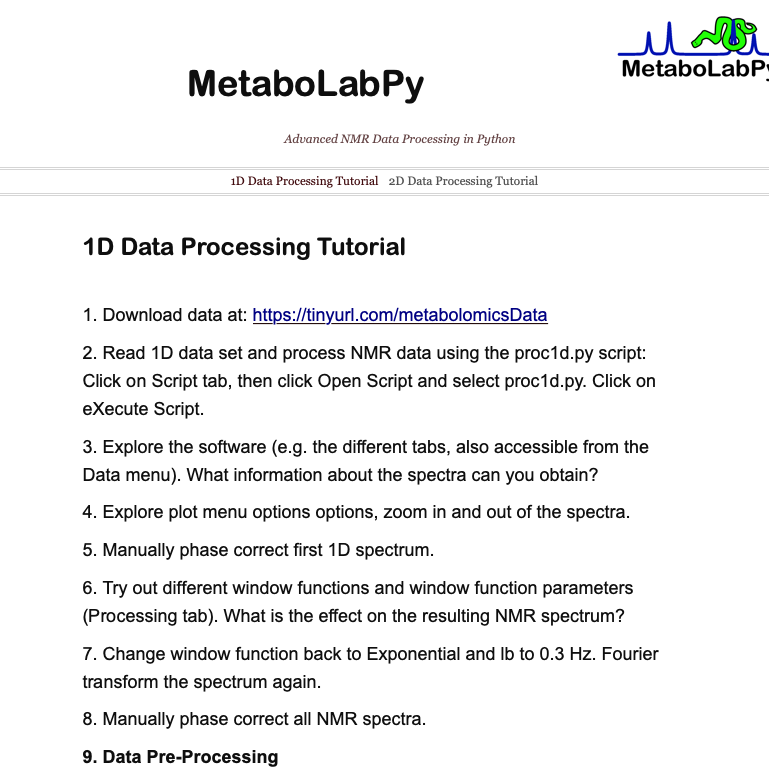 MetaboLabPy
MetaboLabPy
Advanced NMR Data Processing in Python
1D Data Processing Tutorial 2D Data Processing Tutorial
1D Data Processing Tutorial
1. Download data at: https://tinyurl.com/metabolomicsData
2. Read 1D data set and process NMR data using the proc1d.py script:
Click on Script tab, then click Open Script and select proc1d.py. Click on
eXecute Script.
3. Explore the software (e.g. the different tabs, also accessible from the
Data menu). What information about the spectra can you obtain?
4. Explore plot menu options options, zoom in and out of the spectra.
5. Manually phase correct first 1D spectrum.
6. Try out different window functions and window function parameters
(Processing tab). What is the effect on the resulting NMR spectrum?
7. Change window function back to Exponential and lb to 0.3 Hz. Fourier
transform the spectrum again.
8. Manually phase correct all NMR spectra.
9. Data Pre-Processing